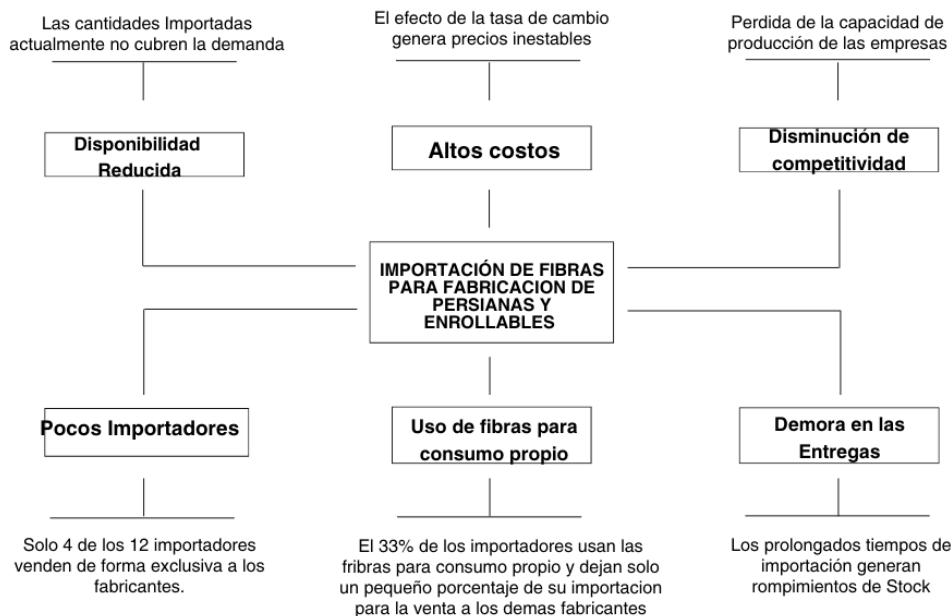 Las cantidades Importadas
actualmente no cubren la demanda
El efecto de la tasa de cambio
genera precios inestables
Perdida de la capacidad de
producción de las empresas
Disponibilidad
Reducida
Altos costos
Disminución de
competitividad
IMPORTACIÓN DE FIBRAS
PARA FABRICACION DE
PERSIANAS Y
ENROLLABLES
Pocos Importadores
Uso de fibras para
consumo propio
Demora en las
Entregas
Solo 4 de los 12 importadores
venden de forma exclusiva a los
fabricantes.
El 33% de los importadores usan las
fribras para consumo propio y dejan solo
un pequeño porcentaje de su importacion
para la venta a los demas fabricantes
Los prolongados tiempos de
importación generan
rompimientos de Stock